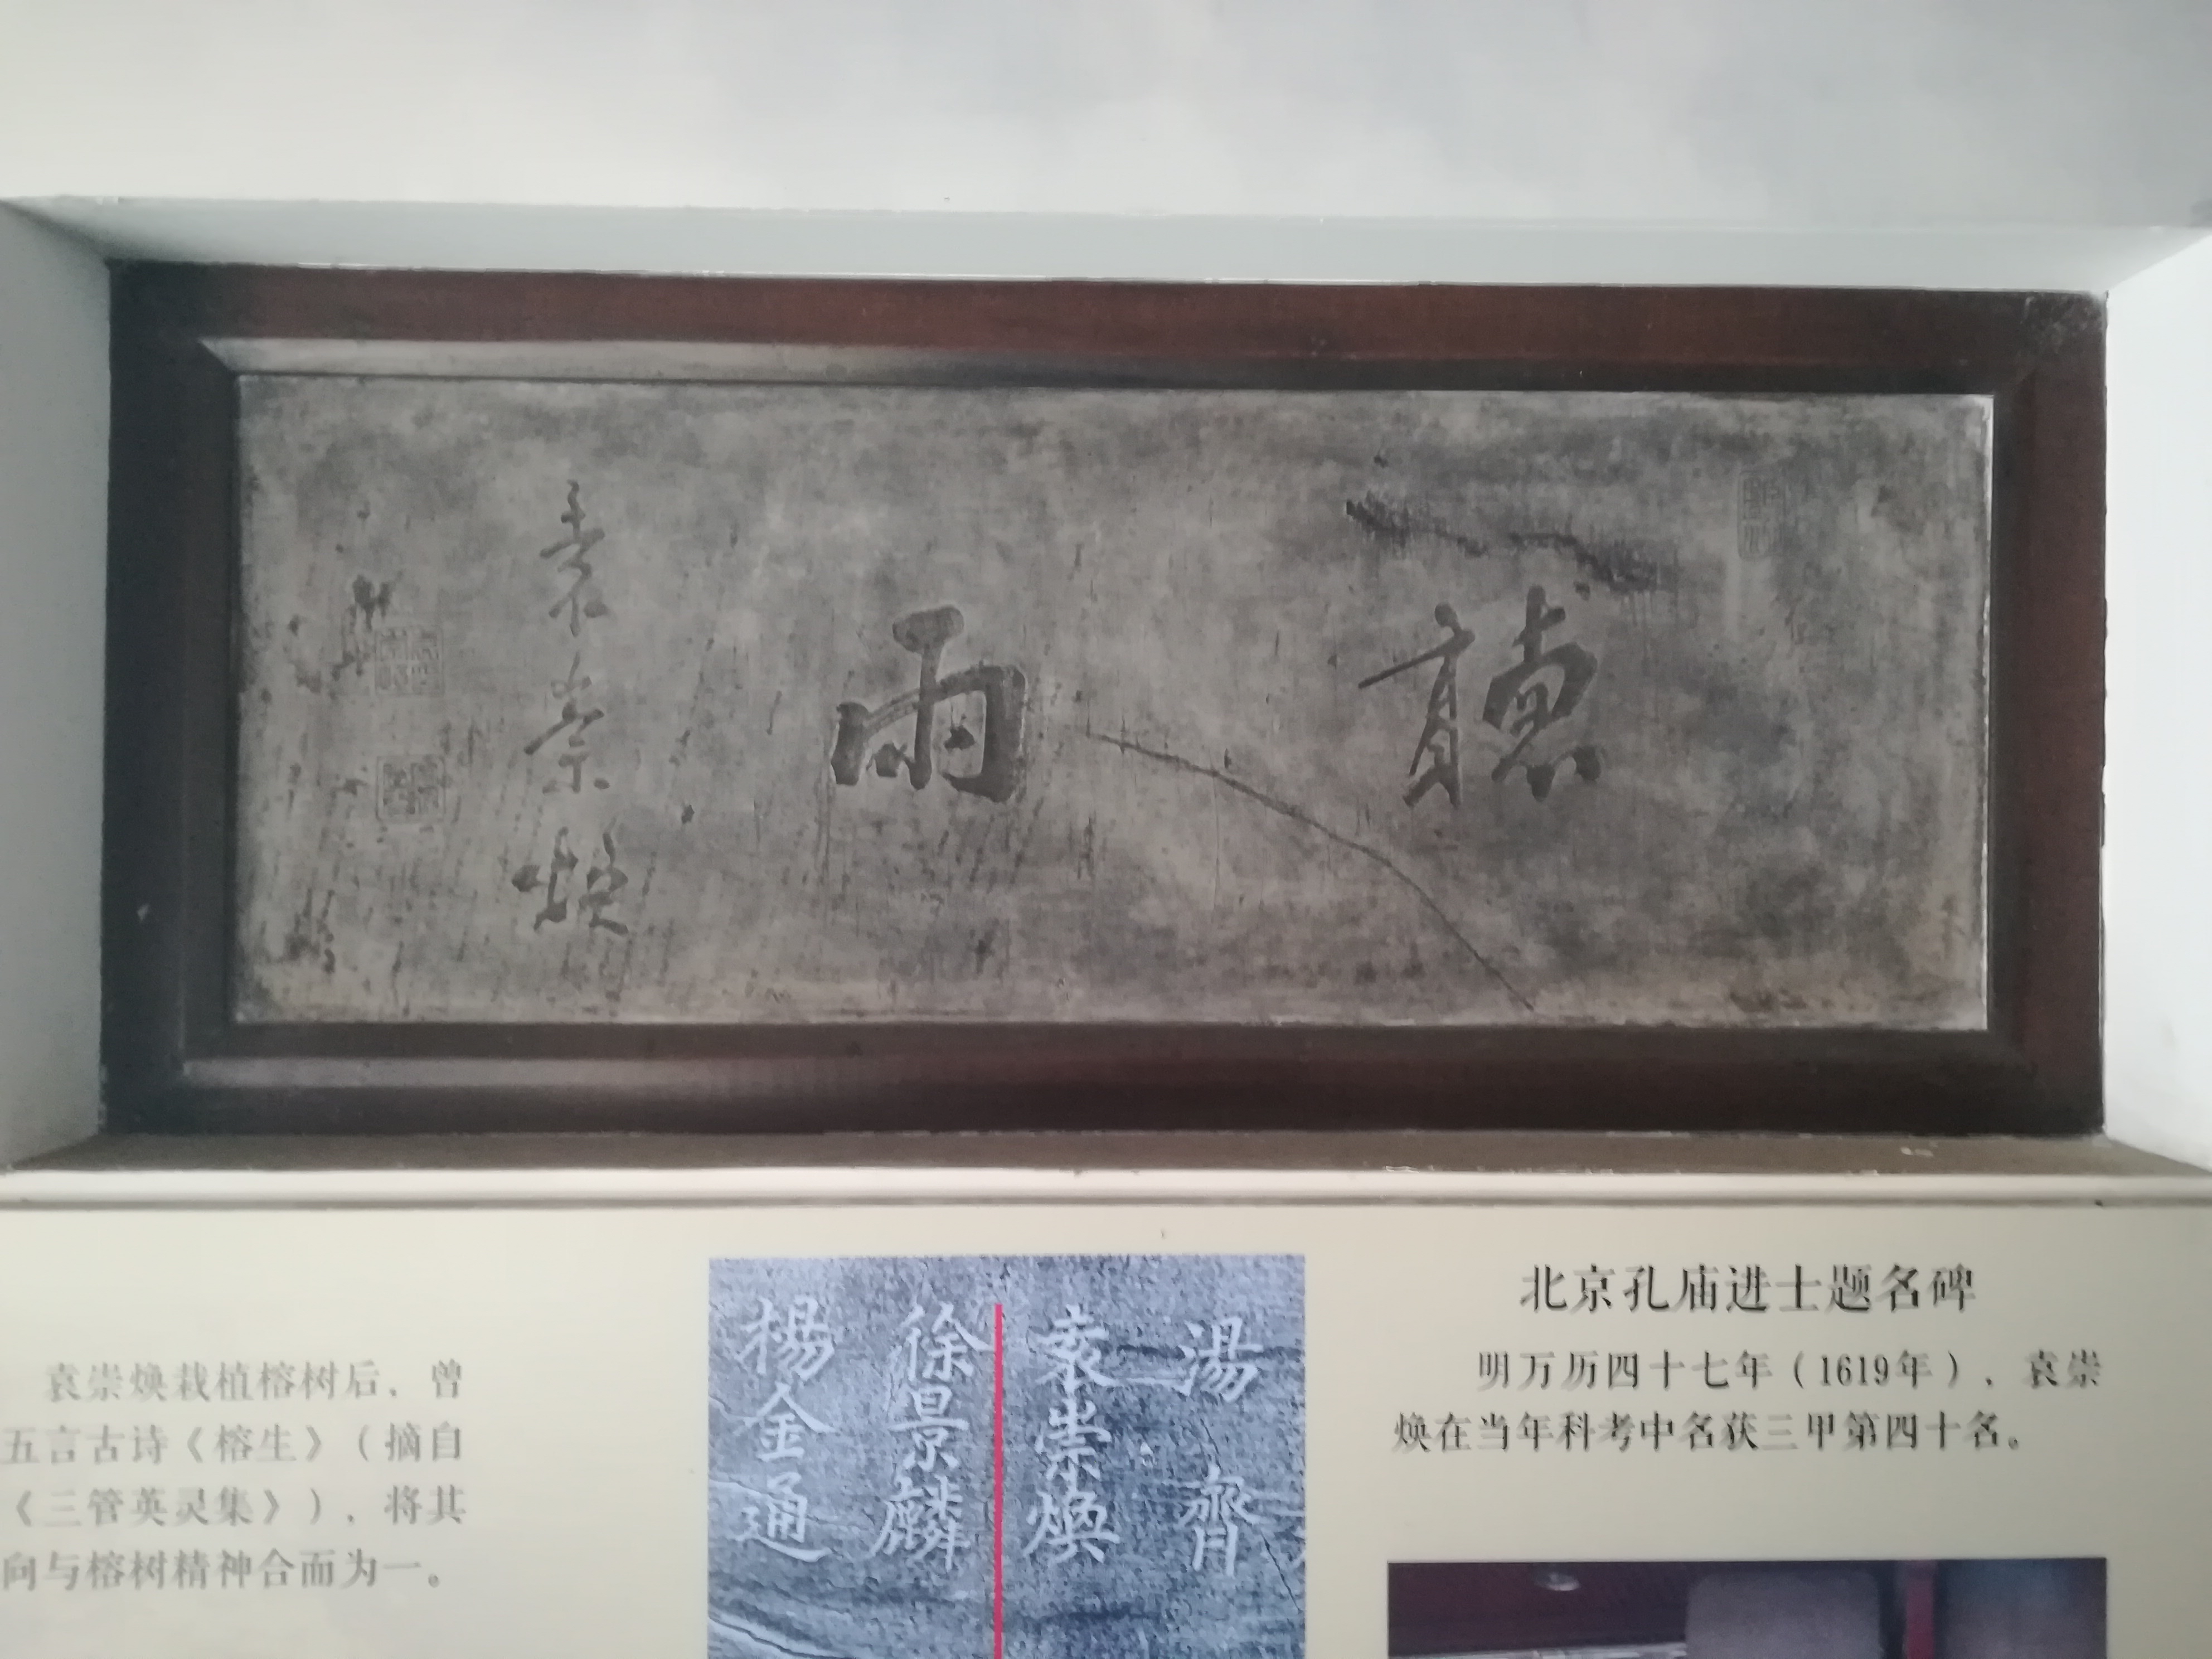 聽雨
袁崇焕
袁崇焕栽植榕树后，曾
五言古诗《榕生》（摘自
《三管英灵集》），将其
向与榕树精神合而为一。
湯齊
袁崇煥
徐景麟
楊金通
北京孔庙进士题名碑
明万历四十七年（1619年），袁崇
焕在当年科考中名获三甲第四十名。